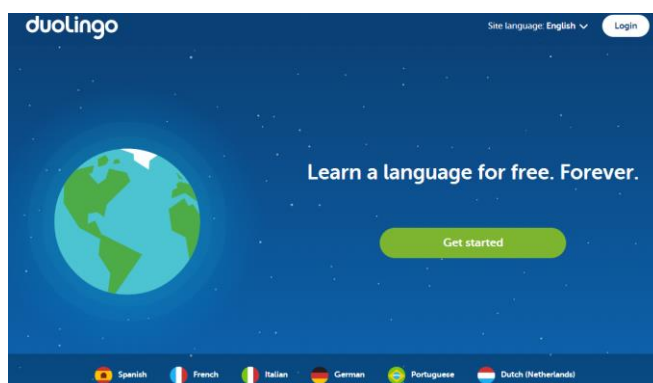 duolingo
Site language: English
Login
Learn a language for free. Forever.
Get started
Spanish French Italian German Portuguese Dutch (Netherlands)